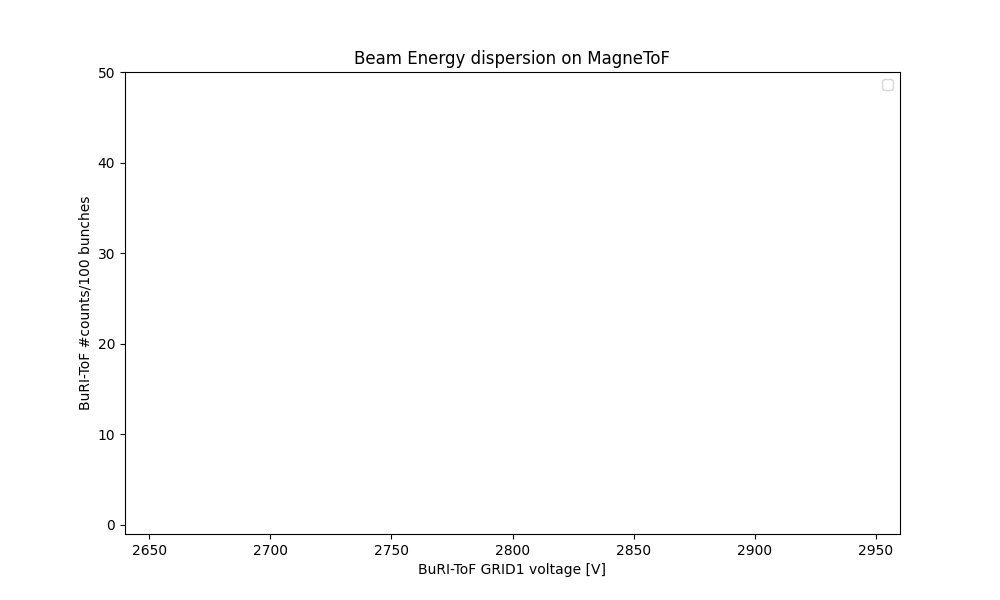 Beam Energy dispersion on MagneToF
50
40
30
20
10
0
BuRI-ToF #counts/100 bunches
2650 2700 2750 2800 2850 2900 2950
BuRI-ToF GRID1 voltage [V]